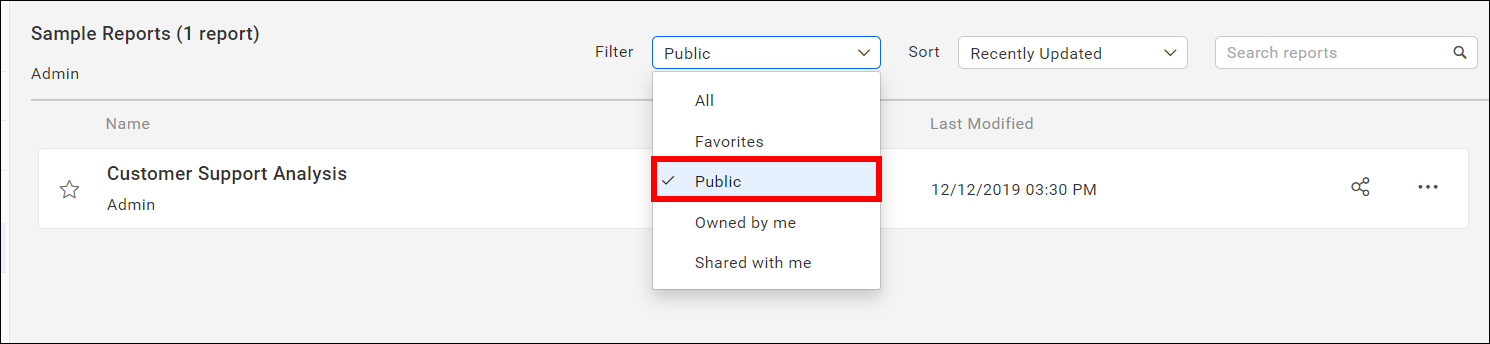 Sample Reports (1 report)
Admin
Filter
Public
Sort
Recently Updated
Search reports
All
Favorites
Public
Owned by me
Shared with me
Name
Last Modified
Customer Support Analysis
Admin
12/12/2019 03:30 PM